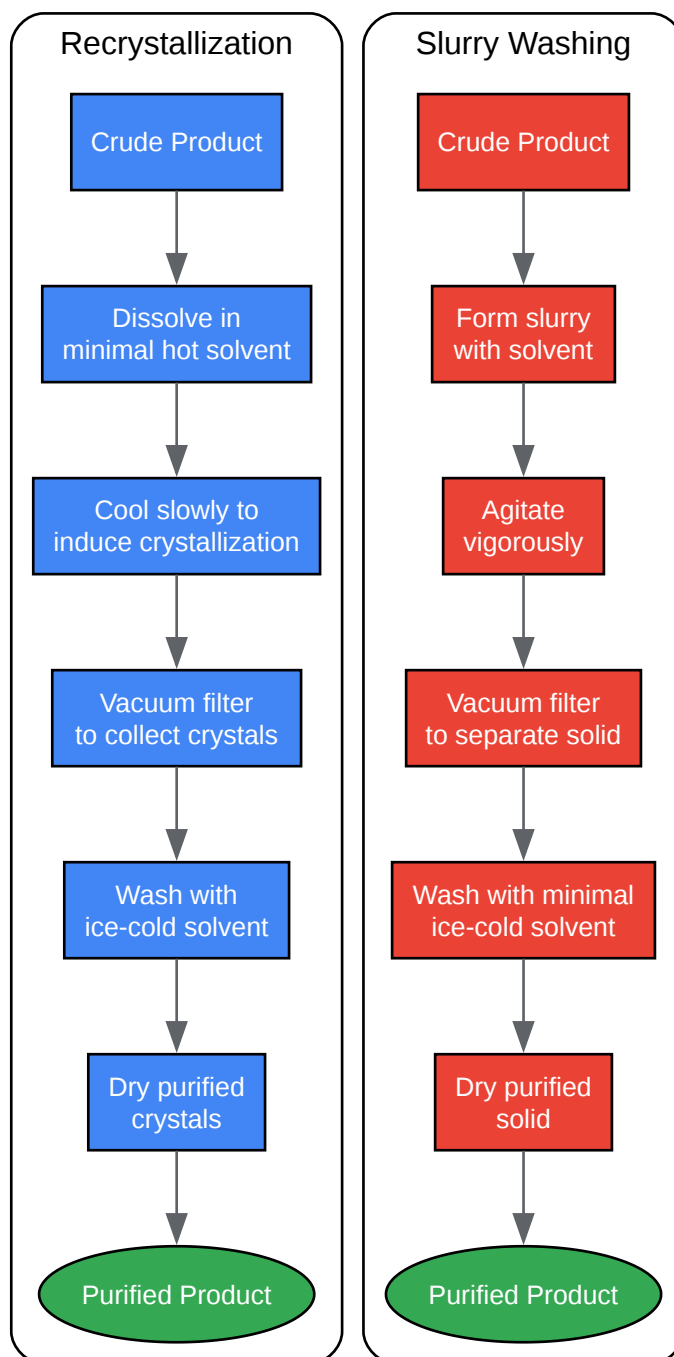 Recrystallization
Crude Product
Dissolve in
minimal hot solvent
Cool slowly to
induce crystallization
Vacuum filter
to collect crystals
Wash with
ice-cold solvent
Dry purified
crystals
Purified Product
Slurry Washing
Crude Product
Form slurry
with solvent
Agitate
vigorously
Vacuum filter
to separate solid
Wash with minimal
ice-cold solvent
Dry purified
solid
Purified Product